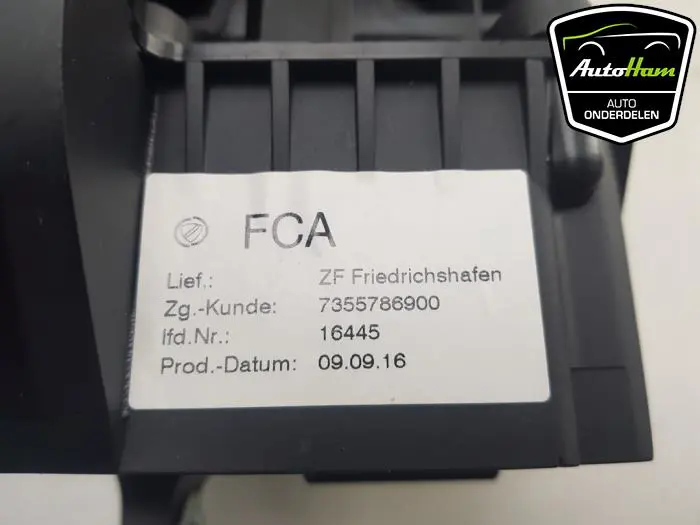 AutoHam
AUTO
ONDERDELEN
FCA
Lief.: ZF Friedrichshafen
Zg.-Kunde: 7355786900
lfd.Nr.: 16445
Prod.-Datum: 09.09.16